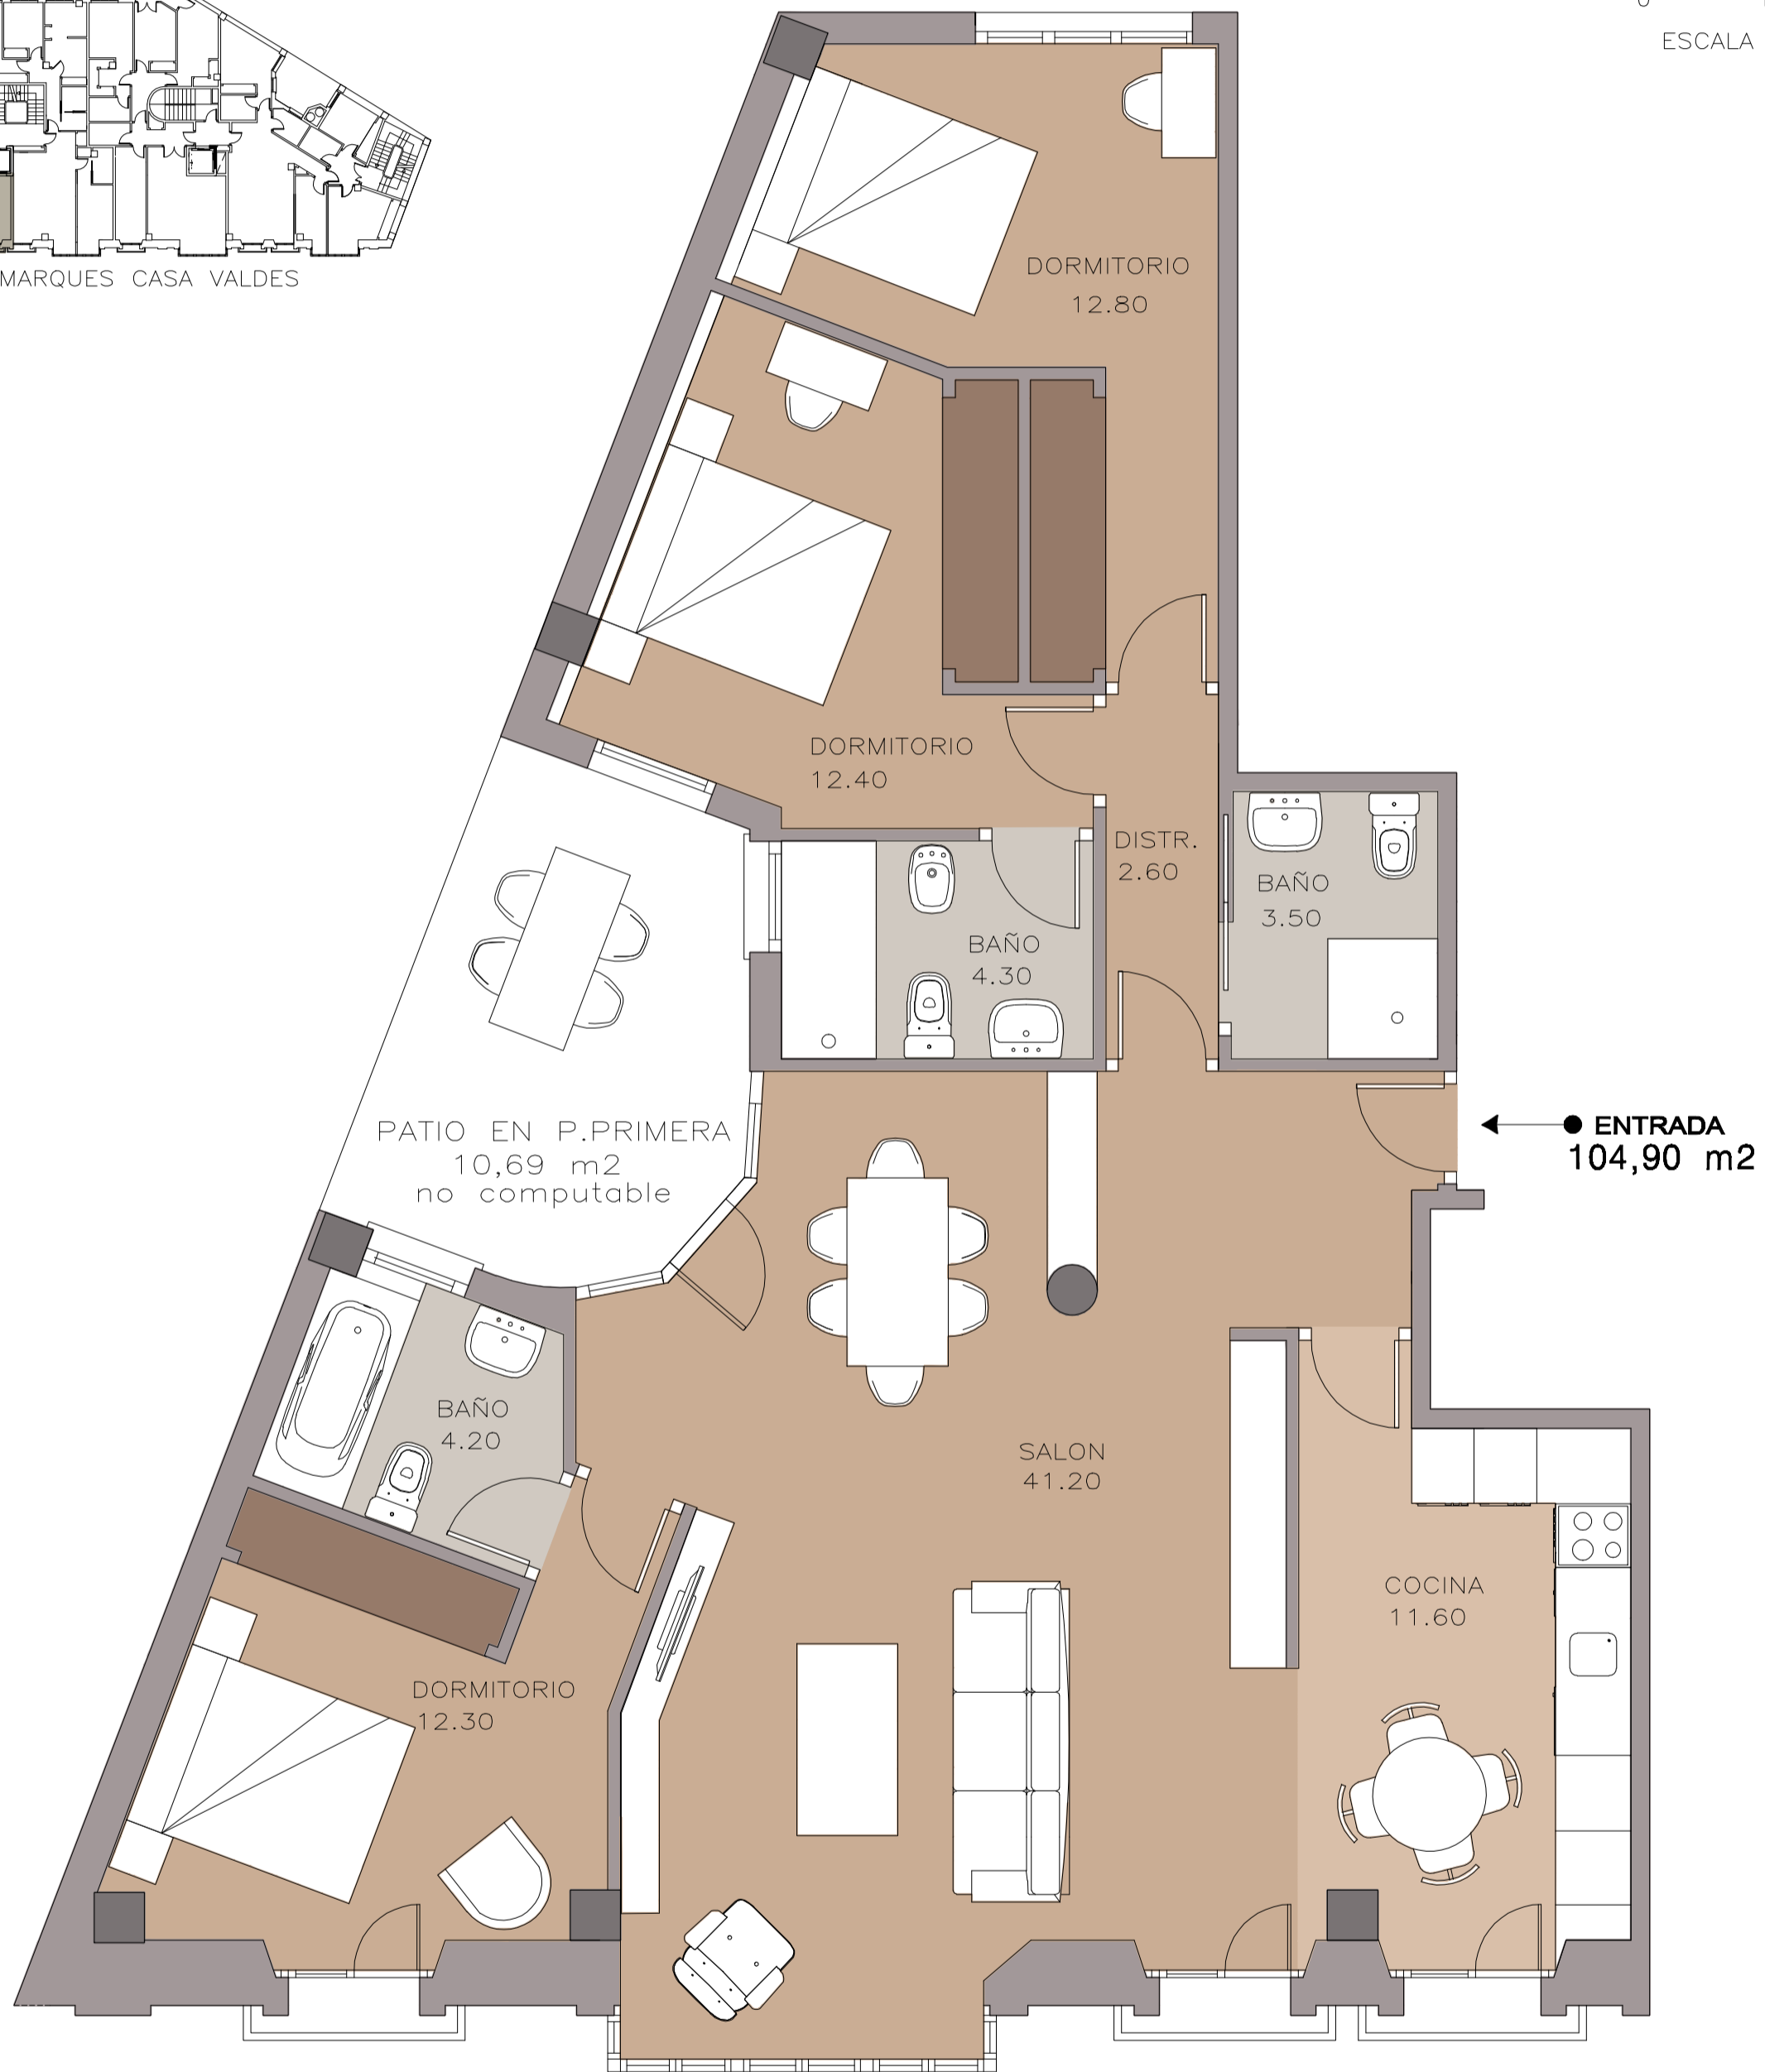 ESCALA
MARQUES CASA VALDES
DORMITORIO
12.80
DORMITORIO
12.40
DISTR.
2.60
BAÑO
3.50
BAÑO
4.30
PATIO EN P.PRIMERA
10,69 m2
no computable
ENTRADA
104,90 m2
BAÑO
4.20
SALON
41.20
COCINA
11.60
DORMITORIO
12.30